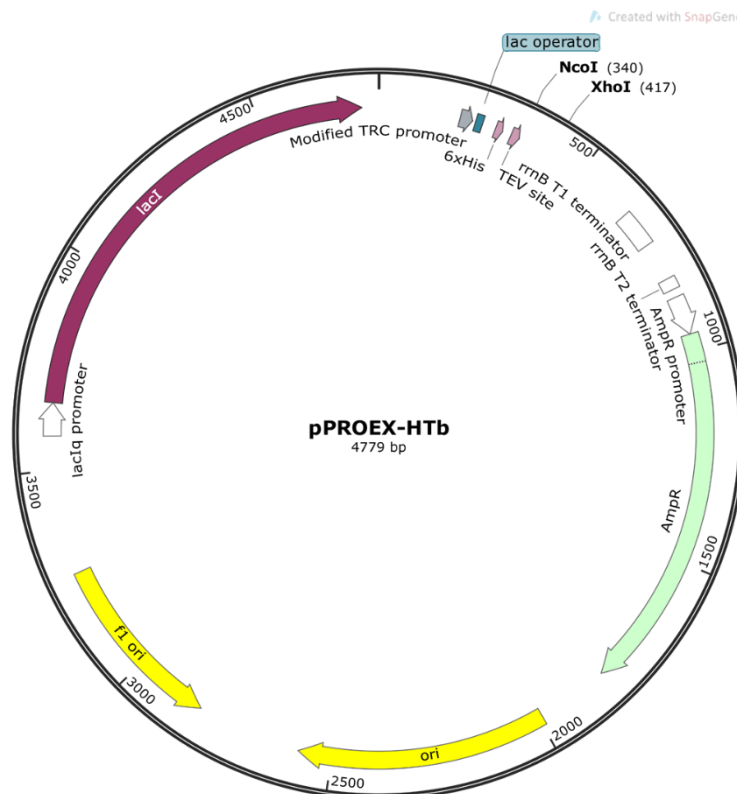 Created with SnapGene
lac operator
NcoI (340)
XhoI (417)
500
4500
Modified TRC promoter
6xHis
TEV site
rrnB T1 terminator
rrnB T2 terminator
AmpR promoter
1000
lacI
4000
lacIq promoter
pPROEX-HTb
4779 bp
3500
AmpR
1500
f1 ori
3000
ori
2000
2500